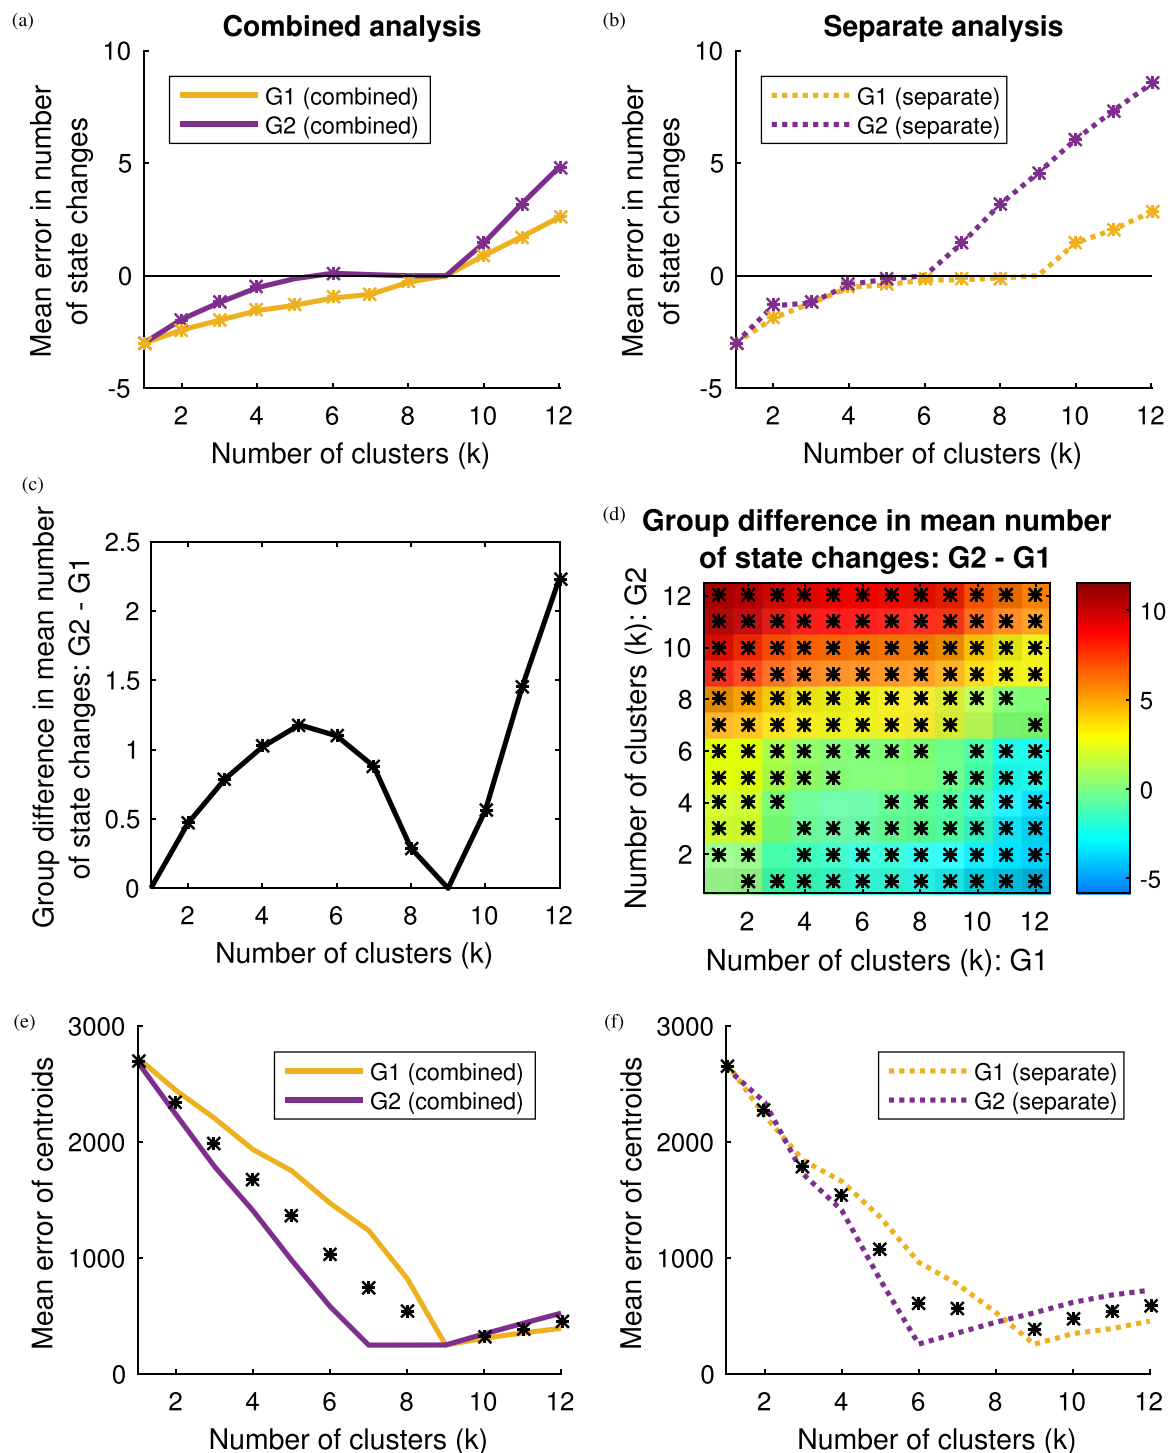 (a)
Combined analysis
10
5
0
-5
Mean error in number
of state changes
G1 (combined)
G2 (combined)
2 4 6 8 10 12
Number of clusters (k)
(b)
Separate analysis
10
5
0
-5
Mean error in number
of state changes
G1 (separate)
G2 (separate)
2 4 6 8 10 12
Number of clusters (k)
(c)
Group difference in mean number
of state changes: G2 - G1
2.5
2
1.5
1
0.5
0
2 4 6 8 10 12
Number of clusters (k)
(d)
Group difference in mean number
of state changes: G2 - G1
Number of clusters (k): G2
12
10
8
6
4
2
2 4 6 8 10 12
Number of clusters (k): G1
10
5
0
-5
(e)
3000
2000
1000
0
Mean error of centroids
G1 (combined)
G2 (combined)
2 4 6 8 10 12
Number of clusters (k)
(f)
3000
2000
1000
0
Mean error of centroids
G1 (separate)
G2 (separate)
2 4 6 8 10 12
Number of clusters (k)